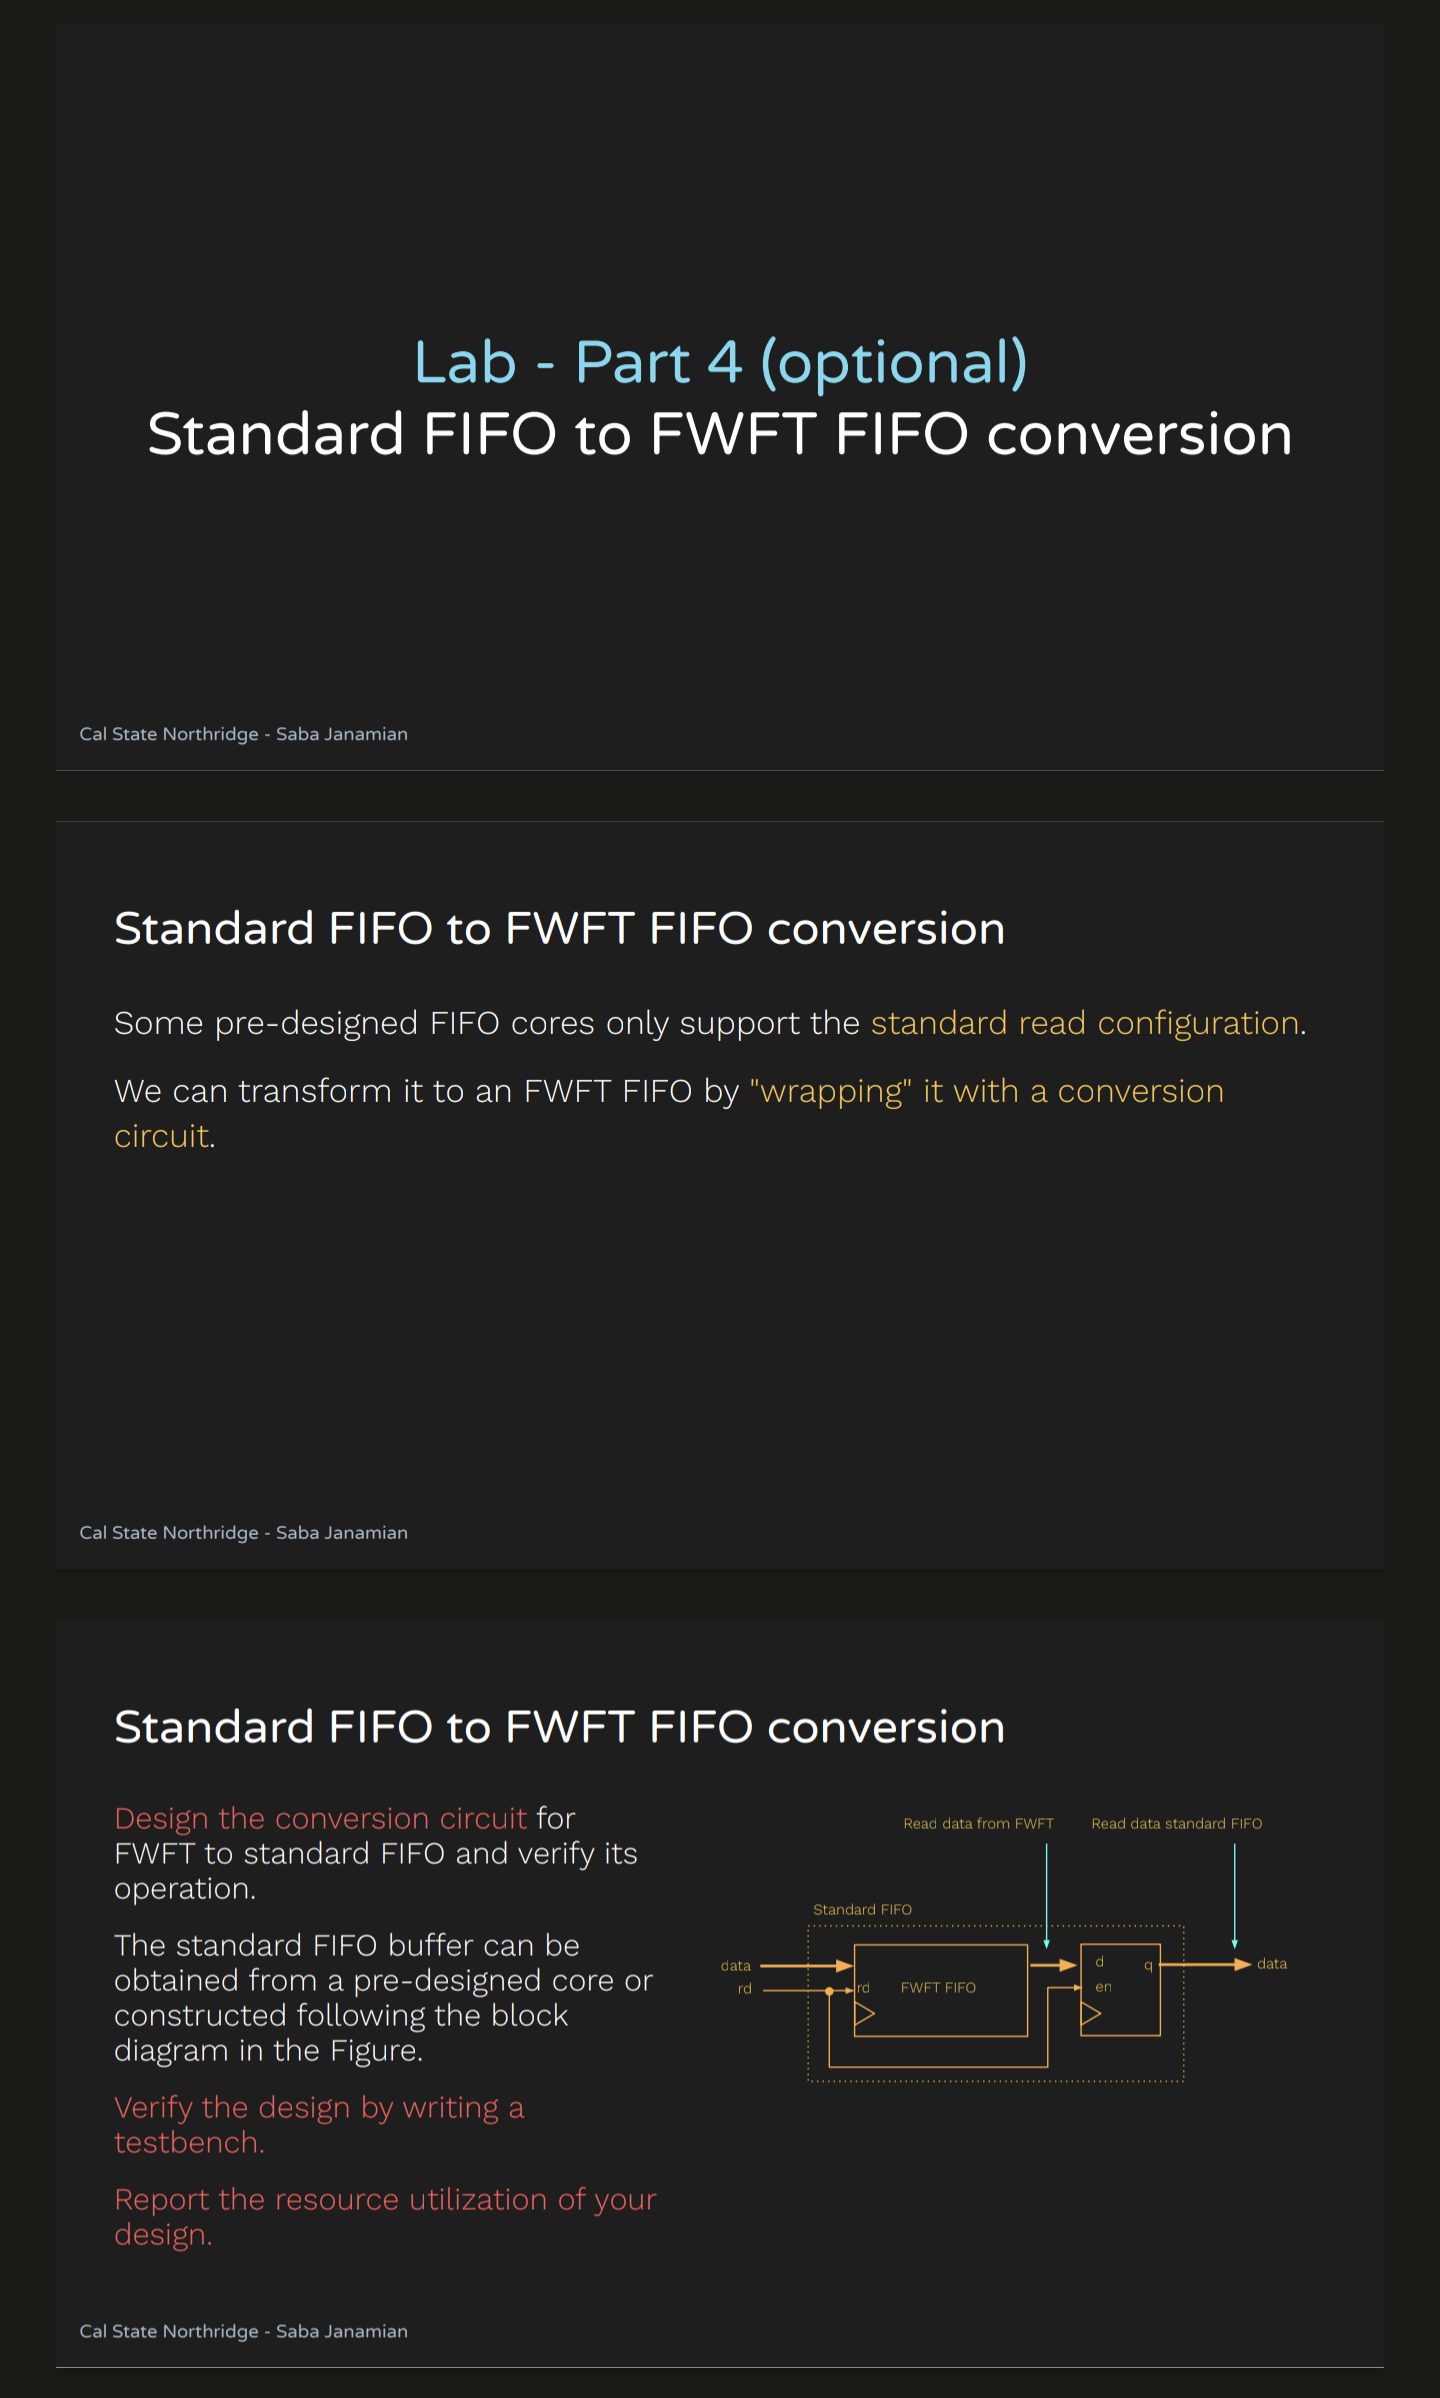 Lab - Part 4 (optional)
Standard FIFO to FWFT FIFO conversion
Cal State Northridge - Saba Janamian
Standard FIFO to FWFT FIFO conversion
Some pre-designed FIFO cores only support the standard read configuration.
We can transform it to an FWFT FIFO by "wrapping" it with a conversion
circuit.
Cal State Northridge - Saba Janamian
Standard FIFO to FWFT FIFO conversion
Design the conversion circuit for
FWFT to standard FIFO and verify its
operation.
The standard FIFO buffer can be
obtained from a pre-designed core or
constructed following the block
diagram in the Figure.
Verify the design by writing a
testbench.
Report the resource utilization of your
design.
Read data from FWFT
Read data standard FIFO
Standard FIFO
data
rd
rd
FWFT FIFO
d
q
en
data
Cal State Northridge - Saba Janamian